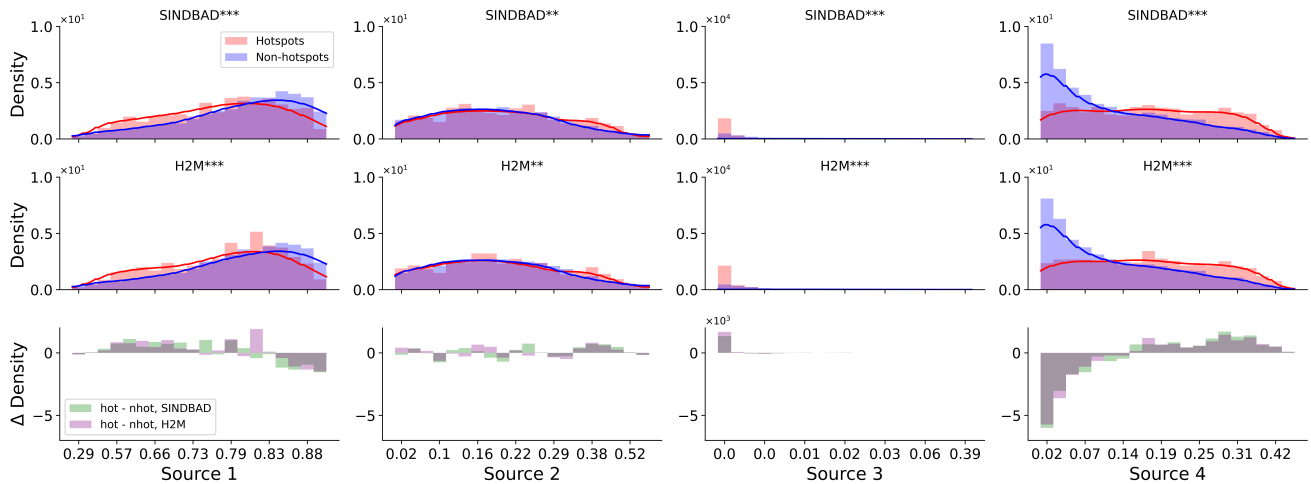 SINDBAD*** SINDBAD** SINDBAD*** SINDBAD***
×10¹ ×10¹ ×10⁴ ×10¹
Density
1.0 1.0 1.0 1.0
0.5 0.5 0.5 0.5
0.0 0.0 0.0 0.0
Hotspots
Non-hotspots
H2M*** H2M** H2M*** H2M***
×10¹ ×10¹ ×10⁴ ×10¹
Density
1.0 1.0 1.0 1.0
0.5 0.5 0.5 0.5
0.0 0.0 0.0 0.0
×10³
Δ Density
0 0 0 0
−5 −5 −5 −5
hot - nhot, SINDBAD
hot - nhot, H2M
0.29 0.57 0.66 0.73 0.79 0.83 0.88
0.02 0.1 0.16 0.22 0.29 0.38 0.52
0.0 0.0 0.01 0.02 0.03 0.06 0.39
0.02 0.07 0.14 0.19 0.25 0.31 0.42
Source 1 Source 2 Source 3 Source 4